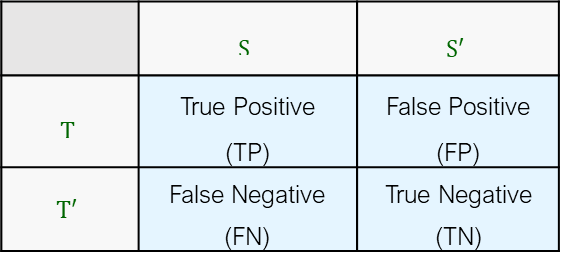 S S′
T True Positive (TP) False Positive (FP)
T′ False Negative (FN) True Negative (TN)